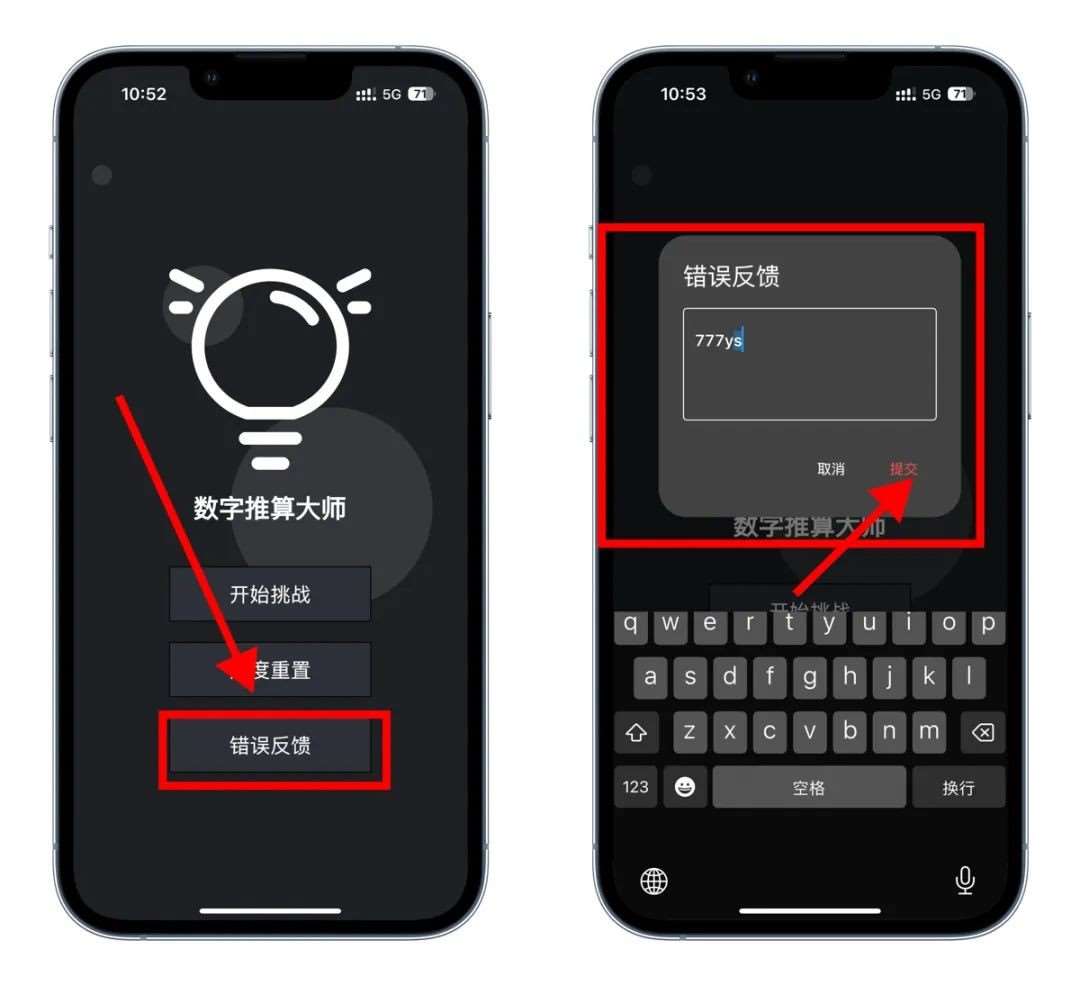 10:52
5G 71
数字推算大师
开始挑战
度重置
错误反馈
10:53
5G 71
错误反馈
777ys
取消
提交
数字推算大师
开始挑战
q w e r t y u i o p
a s d f g h j k l
z x c v b n m
123
空格
换行